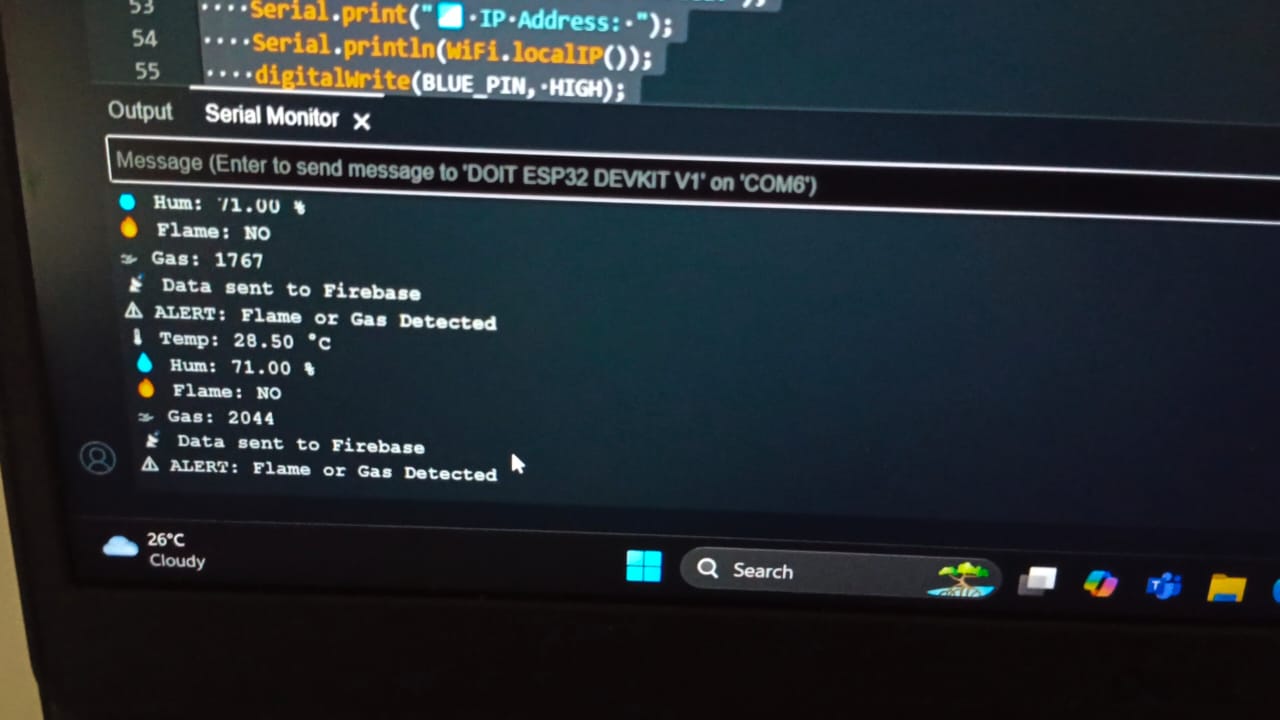 53 ····Serial.print("·IP·Address:·");
54 ····Serial.println(WiFi.localIP());
55 ····digitalWrite(BLUE_PIN,·HIGH);
Output Serial Monitor ×
Message (Enter to send message to 'DOIT ESP32 DEVKIT V1' on 'COM6')
Hum: 71.00 %
Flame: NO
Gas: 1767
Data sent to Firebase
ALERT: Flame or Gas Detected
Temp: 28.50 °C
Hum: 71.00 %
Flame: NO
Gas: 2044
Data sent to Firebase
ALERT: Flame or Gas Detected
26°C
Cloudy
Search